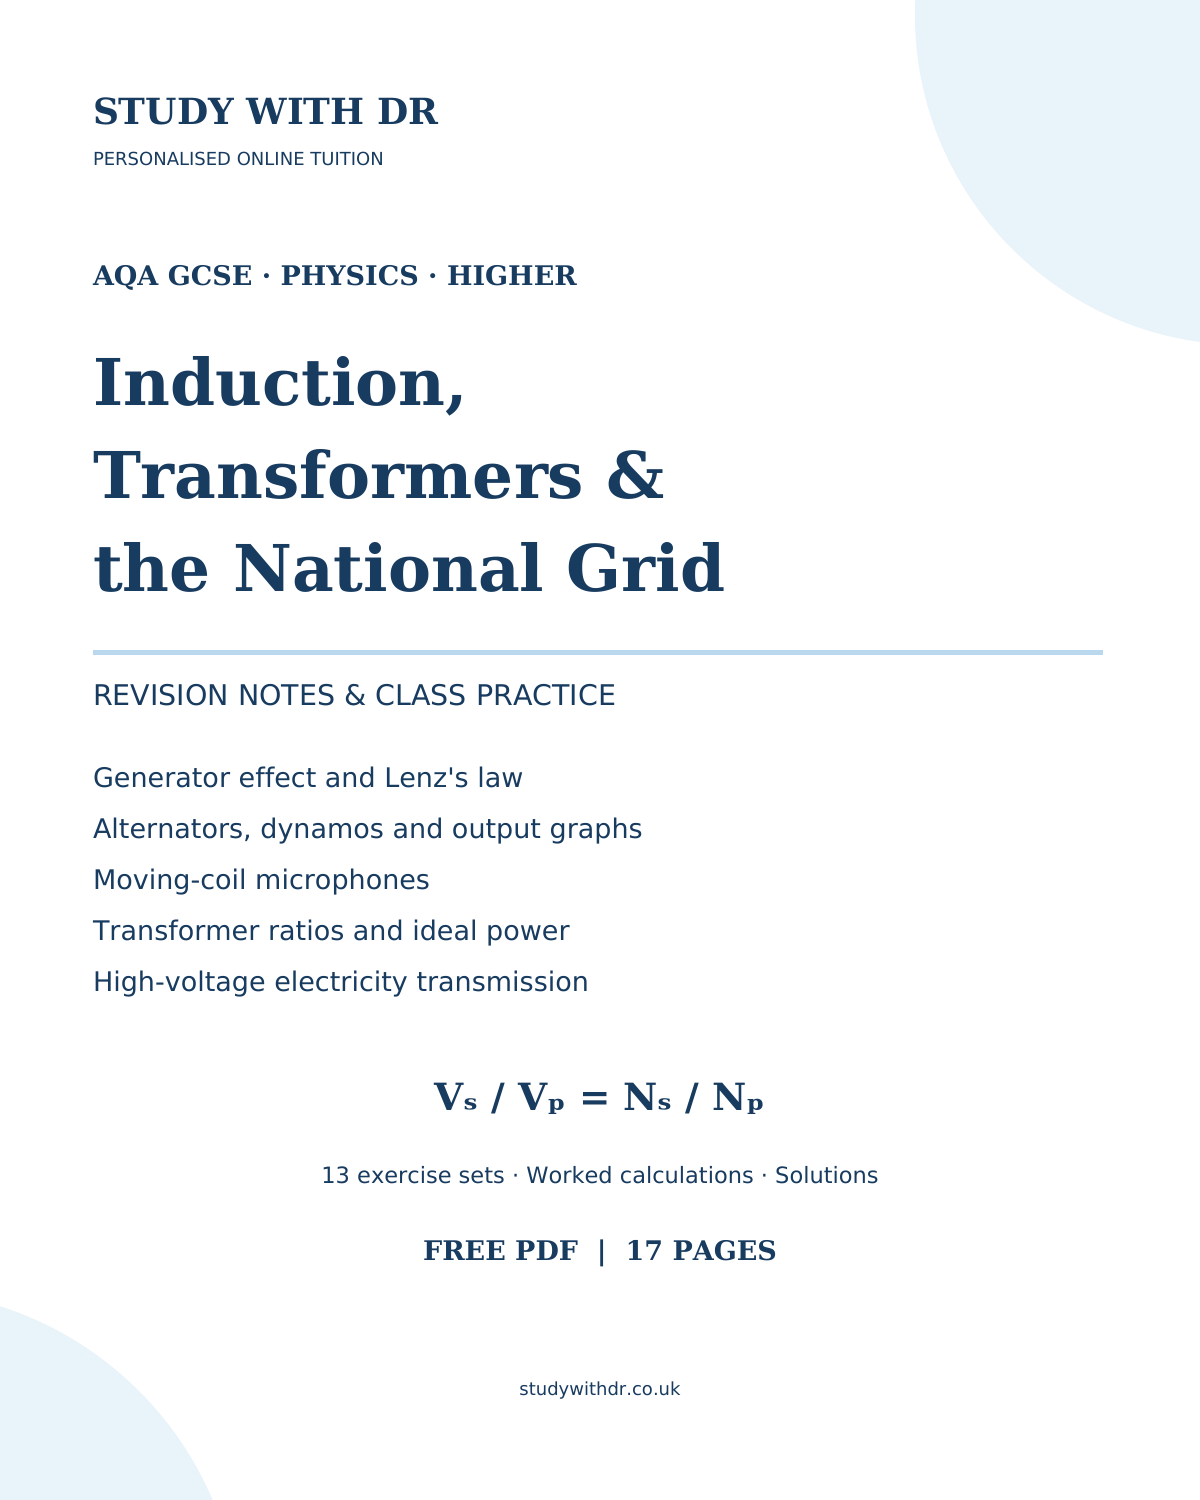 STUDY WITH DR
PERSONALISED ONLINE TUITION
AQA GCSE · PHYSICS · HIGHER
Induction,
Transformers &
the National Grid
REVISION NOTES & CLASS PRACTICE
Generator effect and Lenz's law
Alternators, dynamos and output graphs
Moving-coil microphones
Transformer ratios and ideal power
High-voltage electricity transmission
Vₛ / Vₚ = Nₛ / Nₚ
13 exercise sets · Worked calculations · Solutions
FREE PDF | 17 PAGES
studywithdr.co.uk